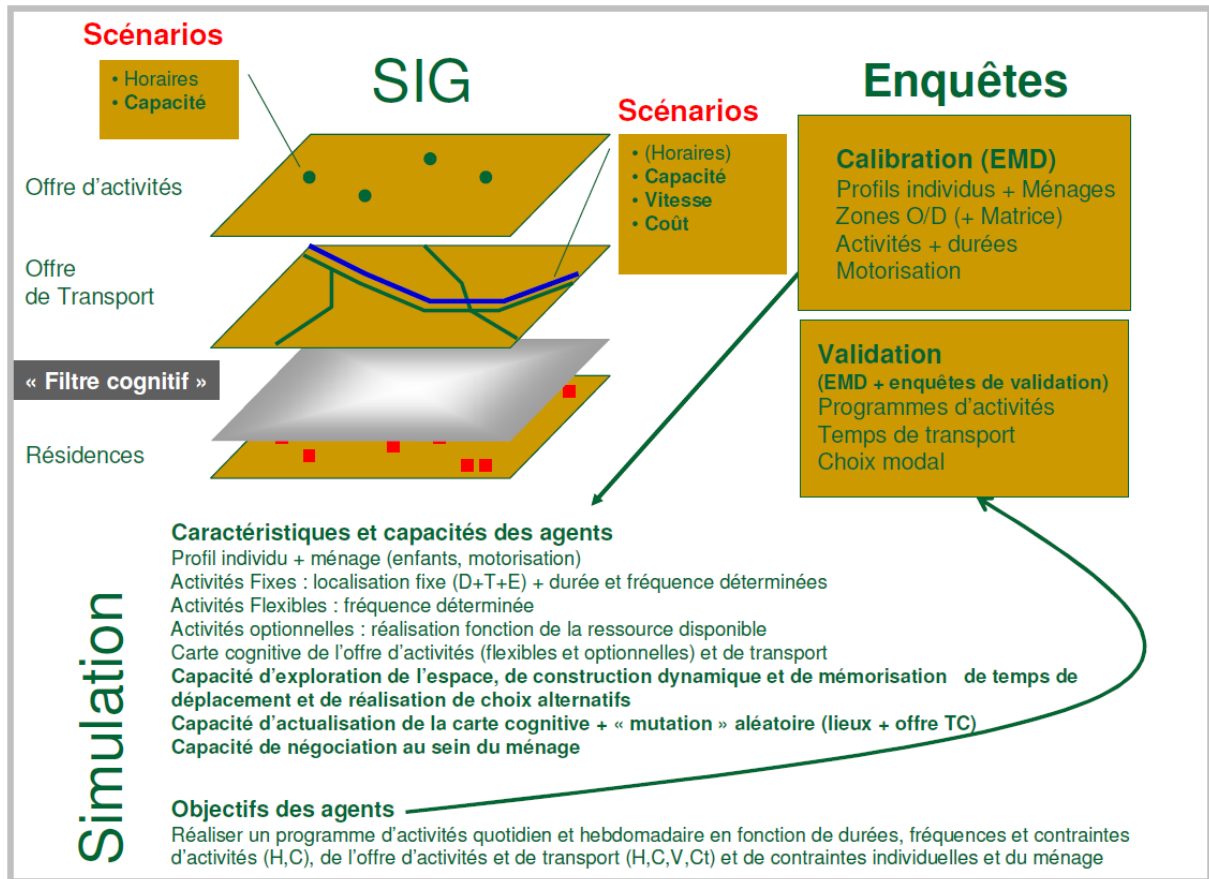 Scénarios
• Horaires
• Capacité
SIG
Scénarios
• (Horaires)
• Capacité
• Vitesse
• Coût
Enquêtes
Calibration (EMD)
Profils individus + Ménages
Zones O/D (+ Matrice)
Activités + durées
Motorisation
Validation
(EMD + enquêtes de validation)
Programmes d'activités
Temps de transport
Choix modal
Offre d'activités
Offre
de Transport
« Filtre cognitif »
Résidences
Simulation
Caractéristiques et capacités des agents
Profil individu + ménage (enfants, motorisation)
Activités Fixes : localisation fixe (D+T+E) + durée et fréquence déterminées
Activités Flexibles : fréquence déterminée
Activités optionnelles : réalisation fonction de la ressource disponible
Carte cognitive de l'offre d'activités (flexibles et optionnelles) et de transport
Capacité d'exploration de l'espace, de construction dynamique et de mémorisation de temps de
déplacement et de réalisation de choix alternatifs
Capacité d'actualisation de la carte cognitive + « mutation » aléatoire (lieux + offre TC)
Capacité de négociation au sein du ménage
Objectifs des agents
Réaliser un programme d'activités quotidien et hebdomadaire en fonction de durées, fréquences et contraintes
d'activités (H,C), de l'offre d'activités et de transport (H,C,V,Ct) et de contraintes individuelles et du ménage